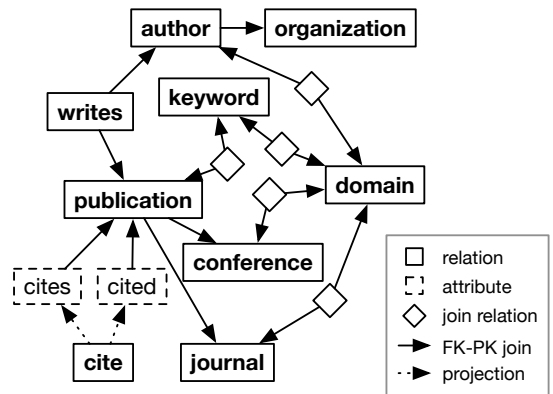 author
organization
keyword
writes
domain
publication
conference
cites
cited
cite
journal
relation
attribute
join relation
FK-PK join
projection